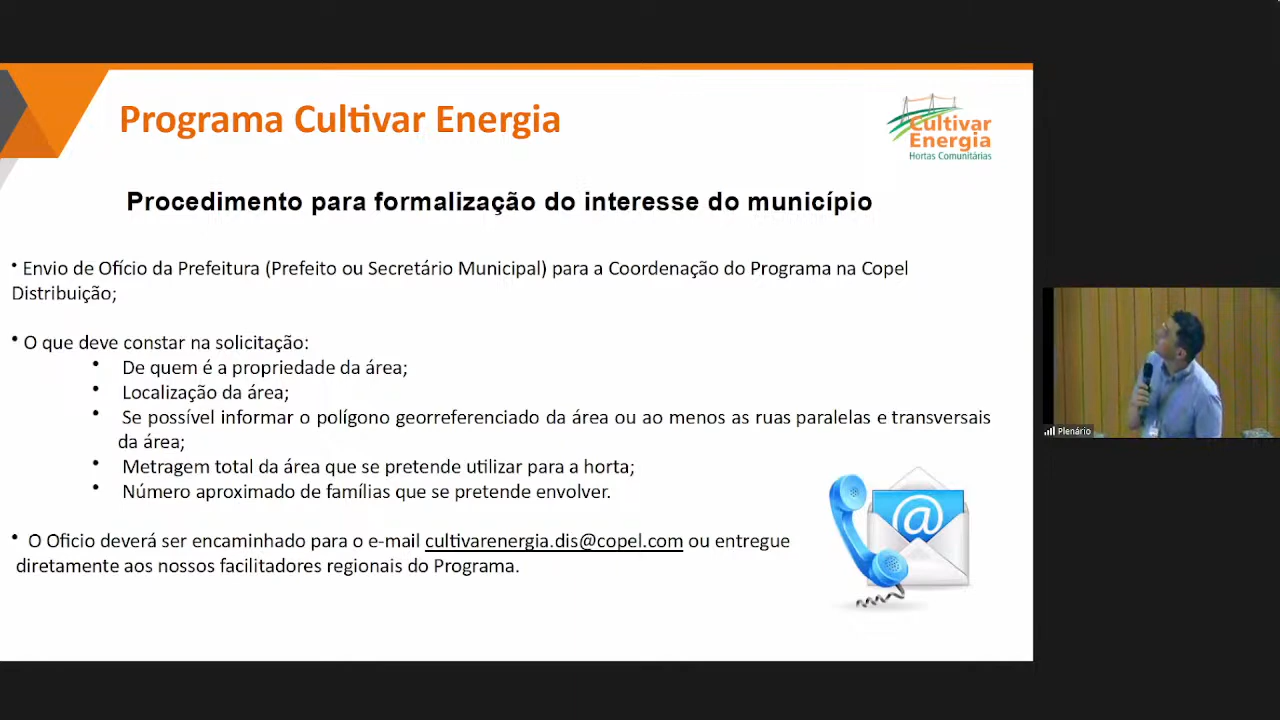 Programa Cultivar Energia
Cultivar
Energia
Hortas Comunitárias
Procedimento para formalização do interesse do município
• Envio de Ofício da Prefeitura (Prefeito ou Secretário Municipal) para a Coordenação do Programa na Copel
Distribuição;
• O que deve constar na solicitação:
• De quem é a propriedade da área;
• Localização da área;
• Se possível informar o polígono georreferenciado da área ou ao menos as ruas paralelas e transversais
da área;
• Metragem total da área que se pretende utilizar para a horta;
• Número aproximado de famílias que se pretende envolver.
@
• O Oficio deverá ser encaminhado para o e-mail cultivarenergia.dis@copel.com ou entregue
diretamente aos nossos facilitadores regionais do Programa.
Plenário